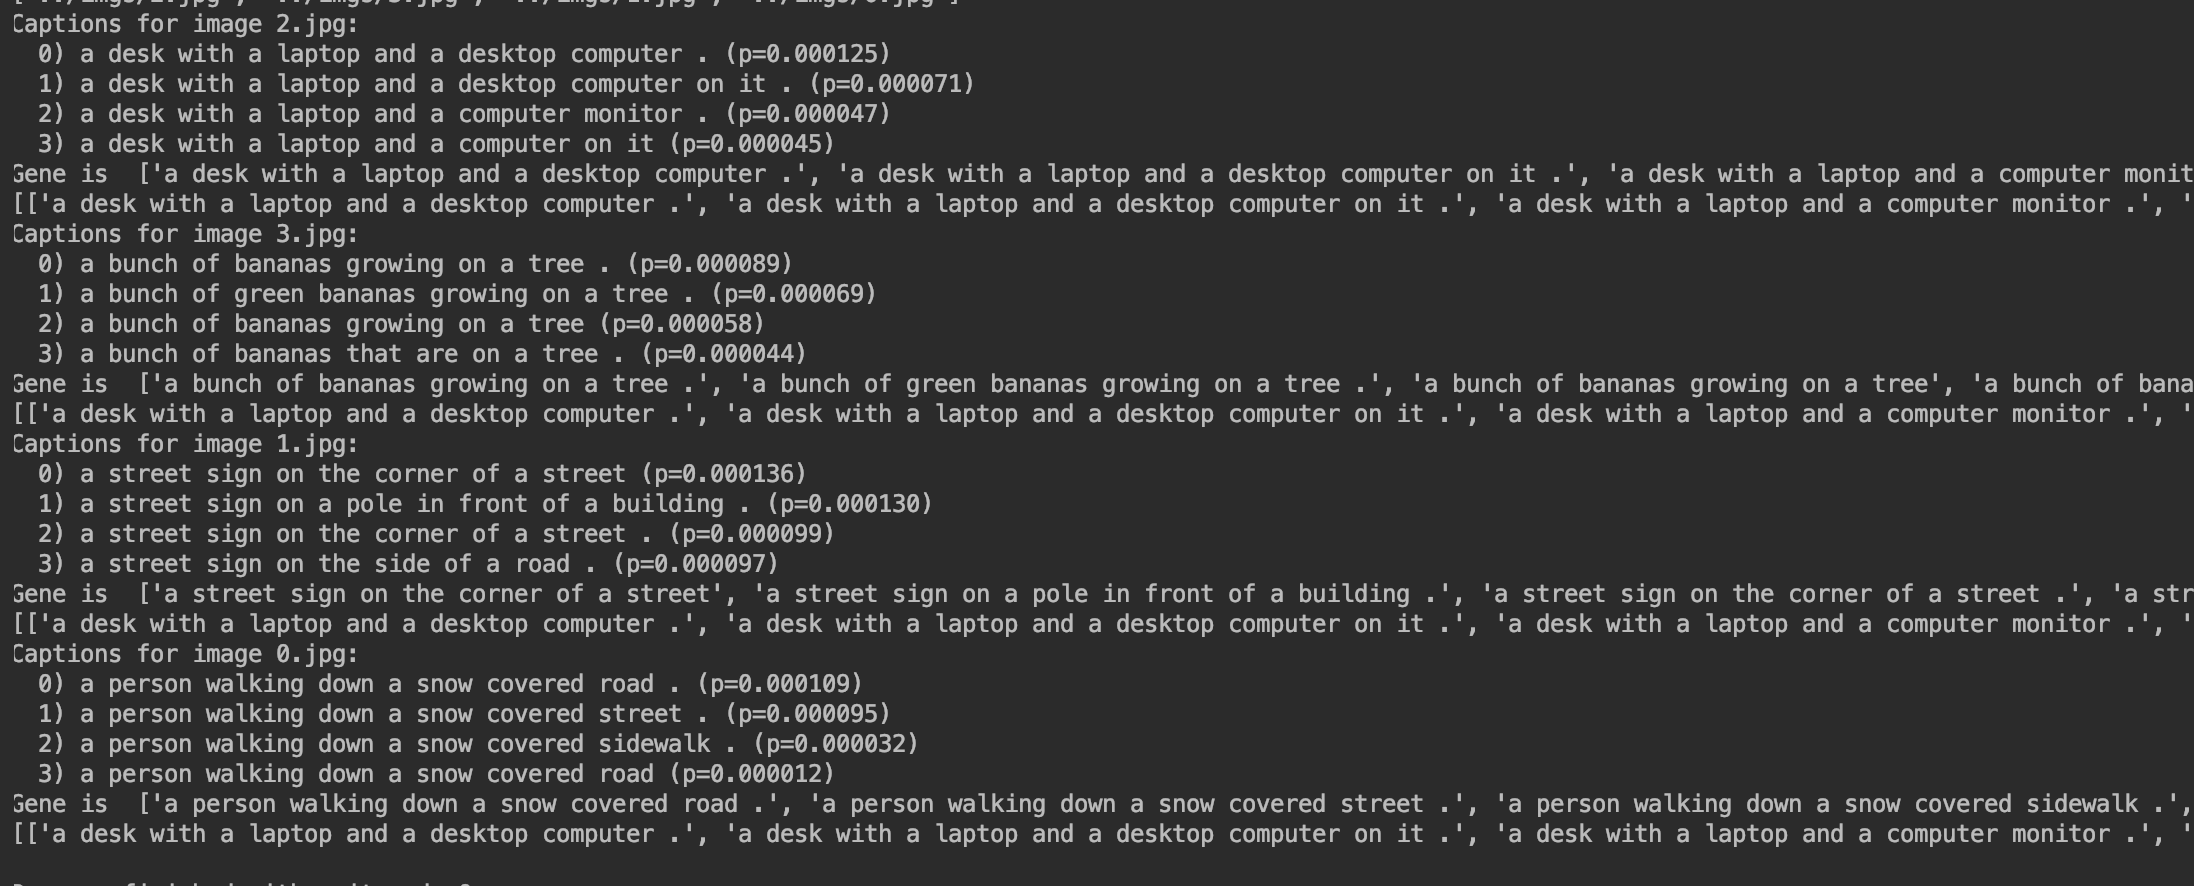 Captions for image 2.jpg:
0) a desk with a laptop and a desktop computer . (p=0.000125)
1) a desk with a laptop and a desktop computer on it . (p=0.000071)
2) a desk with a laptop and a computer monitor . (p=0.000047)
3) a desk with a laptop and a computer on it (p=0.000045)
Gene is  ['a desk with a laptop and a desktop computer .', 'a desk with a laptop and a desktop computer on it .', 'a desk with a laptop and a computer monit
[['a desk with a laptop and a desktop computer .', 'a desk with a laptop and a desktop computer on it .', 'a desk with a laptop and a computer monitor .', '
Captions for image 3.jpg:
0) a bunch of bananas growing on a tree . (p=0.000089)
1) a bunch of green bananas growing on a tree . (p=0.000069)
2) a bunch of bananas growing on a tree (p=0.000058)
3) a bunch of bananas that are on a tree . (p=0.000044)
Gene is  ['a bunch of bananas growing on a tree .', 'a bunch of green bananas growing on a tree .', 'a bunch of bananas growing on a tree', 'a bunch of bana
[['a desk with a laptop and a desktop computer .', 'a desk with a laptop and a desktop computer on it .', 'a desk with a laptop and a computer monitor .', '
Captions for image 1.jpg:
0) a street sign on the corner of a street (p=0.000136)
1) a street sign on a pole in front of a building . (p=0.000130)
2) a street sign on the corner of a street . (p=0.000099)
3) a street sign on the side of a road . (p=0.000097)
Gene is  ['a street sign on the corner of a street', 'a street sign on a pole in front of a building .', 'a street sign on the corner of a street .', 'a str
[['a desk with a laptop and a desktop computer .', 'a desk with a laptop and a desktop computer on it .', 'a desk with a laptop and a computer monitor .', '
Captions for image 0.jpg:
0) a person walking down a snow covered road . (p=0.000109)
1) a person walking down a snow covered street . (p=0.000095)
2) a person walking down a snow covered sidewalk . (p=0.000032)
3) a person walking down a snow covered road (p=0.000012)
Gene is  ['a person walking down a snow covered road .', 'a person walking down a snow covered street .', 'a person walking down a snow covered sidewalk .',
[['a desk with a laptop and a desktop computer .', 'a desk with a laptop and a desktop computer on it .', 'a desk with a laptop and a computer monitor .', '